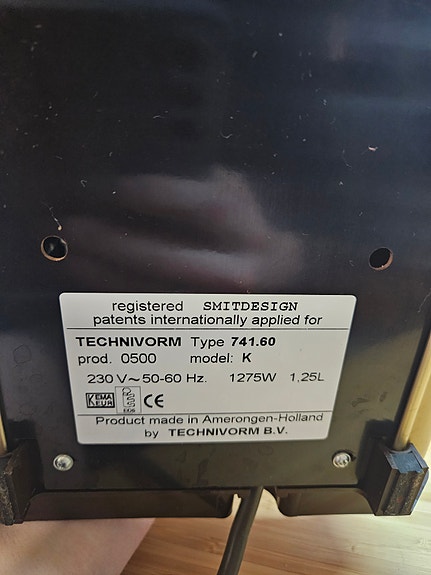 registered SMITDESIGN
patents internationally applied for
TECHNIVORM Type 741.60
prod. 0500 model: K
230 V~50-60 Hz. 1275W 1,25L
KEMA EUR CE
Product made in Amerongen-Holland
by TECHNIVORM B.V.